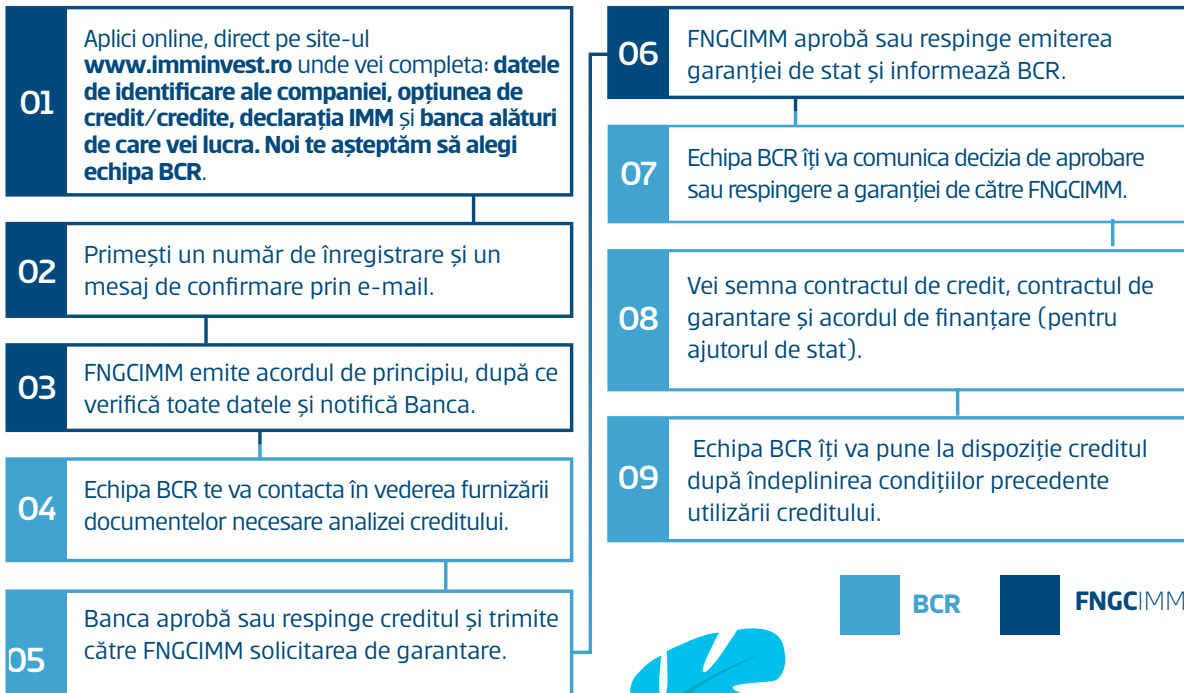 01
Aplici online, direct pe site-ul
www.imminvest.ro unde vei completa: datele
de identificare ale companiei, opțiunea de
credit/credite, declarația IMM și banca alături
de care vei lucra. Noi te așteptăm să alegi
echipa BCR.
02
Primești un număr de înregistrare și un
mesaj de confirmare prin e-mail.
03
FNGCIMM emite acordul de principiu, după ce
verifică toate datele și notifică Banca.
04
Echipa BCR te va contacta în vederea furnizării
documentelor necesare analizei creditului.
05
Banca aprobă sau respinge creditul și trimite
către FNGCIMM solicitarea de garantare.
06
FNGCIMM aprobă sau respinge emiterea
garanției de stat și informează BCR.
07
Echipa BCR îți va comunica decizia de aprobare
sau respingere a garanției de către FNGCIMM.
08
Vei semna contractul de credit, contractul de
garantare și acordul de finanțare (pentru
ajutorul de stat).
09
Echipa BCR îți va pune la dispoziție creditul
după îndeplinirea condițiilor precedente
utilizării creditului.
BCR
FNGCIMM